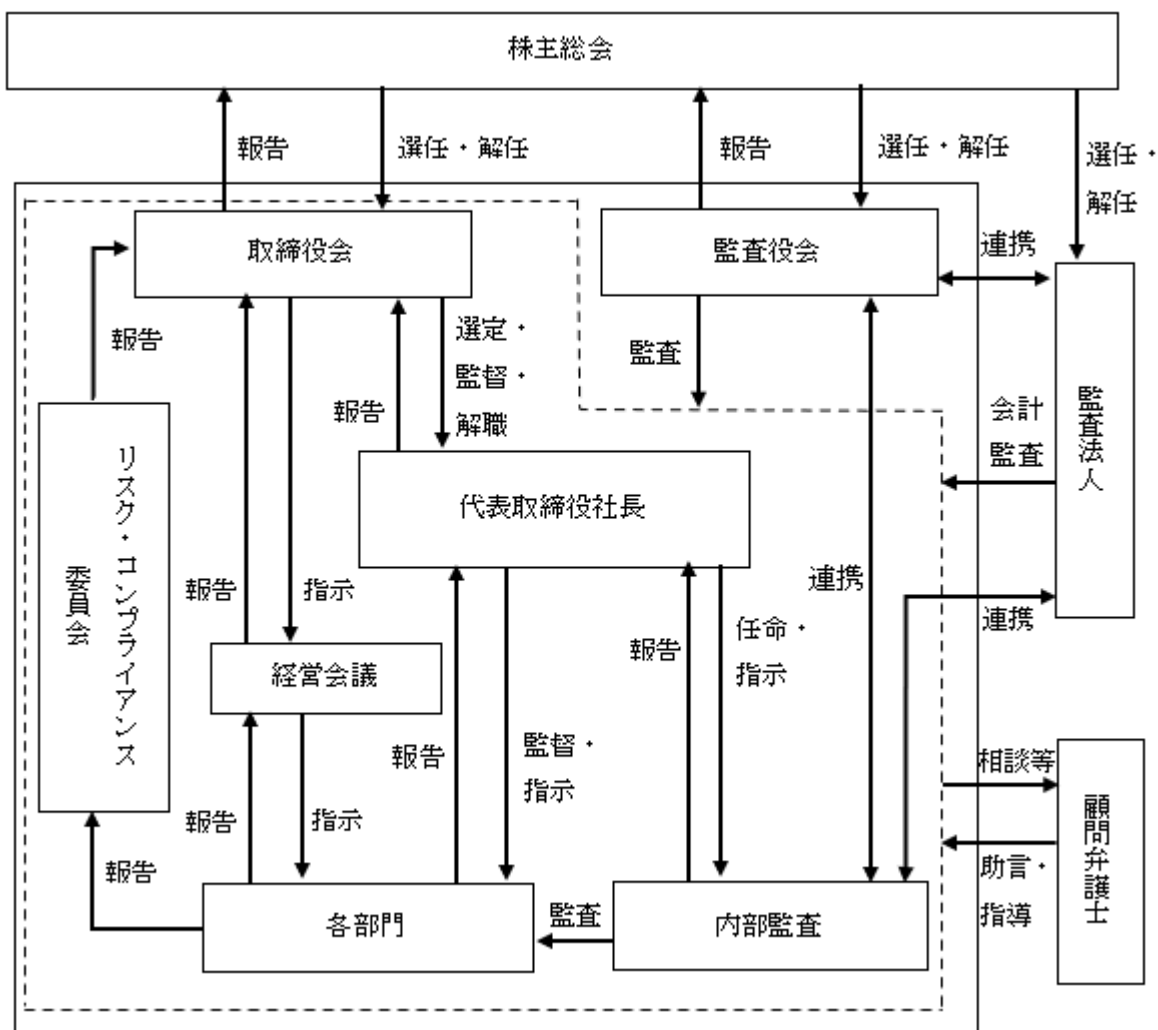 株主総会
報告
選任・解任
報告
選任・解任
選任・
解任
取締役会
監査役会
連携
報告
選定・
監督・
解職
報告
監査
会計
監査
監査法人
リスク・コンプライアンス
委員会
代表取締役社長
報告
指示
連携
連携
経営会議
報告
任命・
指示
報告
監督・
指示
報告
指示
相談等
助言・
指導
顧問弁護士
報告
各部門
監査
内部監査